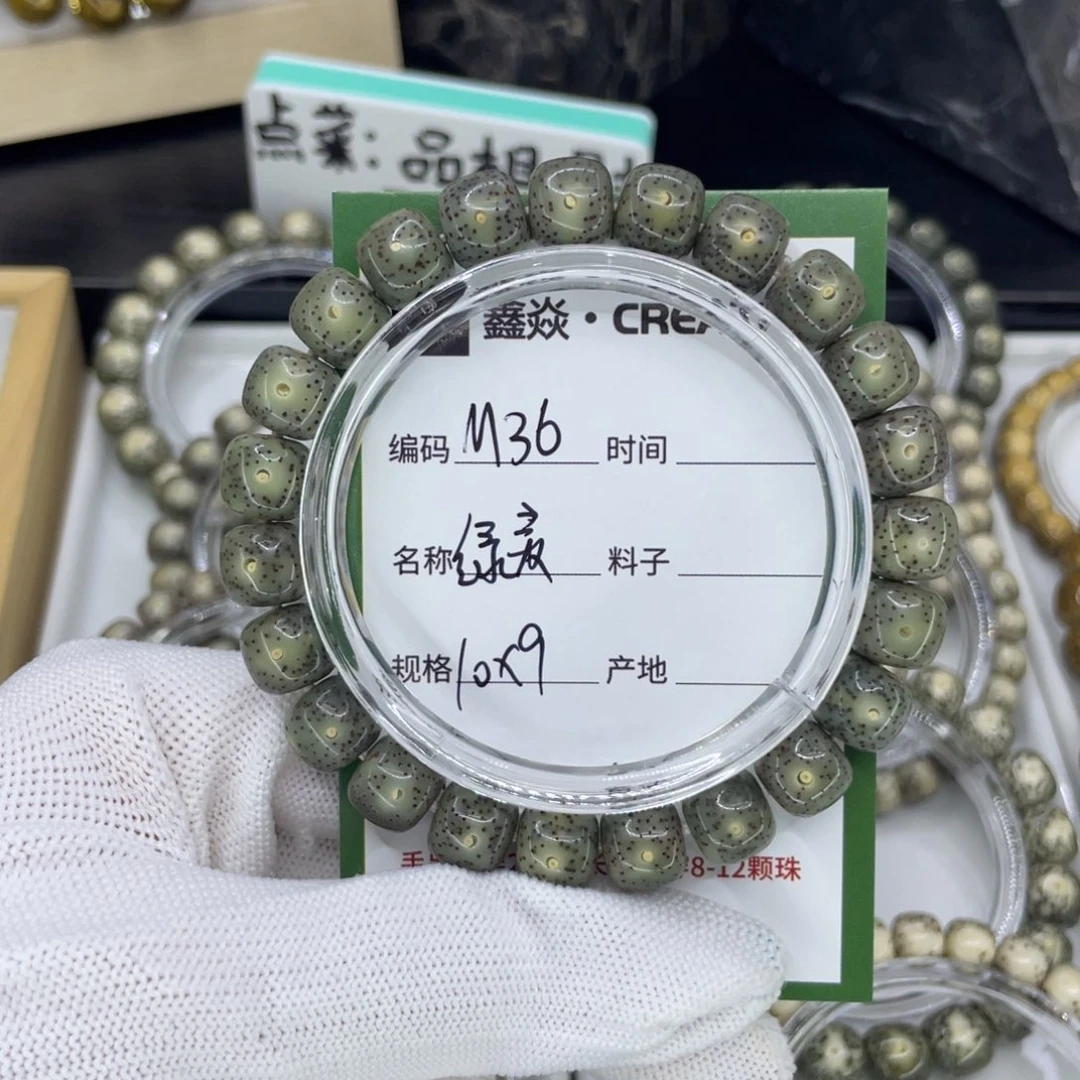 点菜：品相
鑫焱·CREA
编码 M36 时间
名称 绿麦 料子
规格 10x9 产地
8-12颗珠